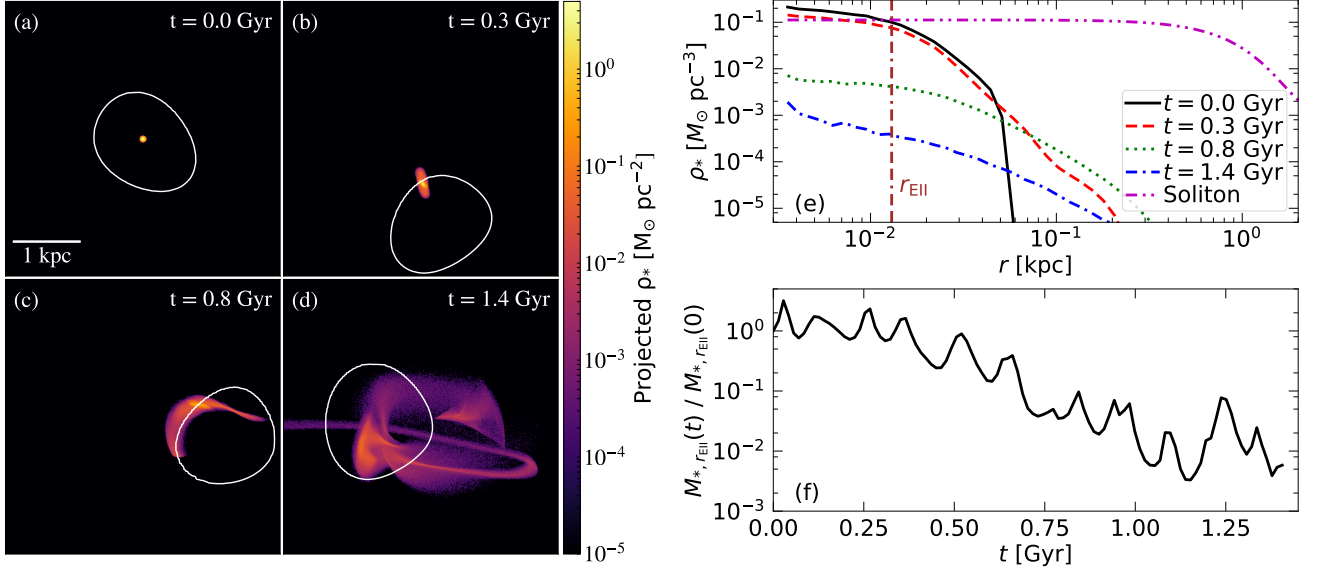 (a) t = 0.0 Gyr
1 kpc
(b) t = 0.3 Gyr
(c) t = 0.8 Gyr
(d) t = 1.4 Gyr
10⁰
10⁻¹
10⁻²
10⁻³
10⁻⁴
10⁻⁵
Projected ρ* [M⊙ pc⁻²]
10⁻¹
10⁻²
10⁻³
10⁻⁴
10⁻⁵
ρ* [M⊙ pc⁻³]
t = 0.0 Gyr
t = 0.3 Gyr
t = 0.8 Gyr
t = 1.4 Gyr
Soliton
r_EII
(e)
10⁻² 10⁻¹ 10⁰
r [kpc]
10⁰
10⁻¹
10⁻²
10⁻³
M*, r_EII(t) / M*, r_EII(0)
(f)
0.00 0.25 0.50 0.75 1.00 1.25
t [Gyr]